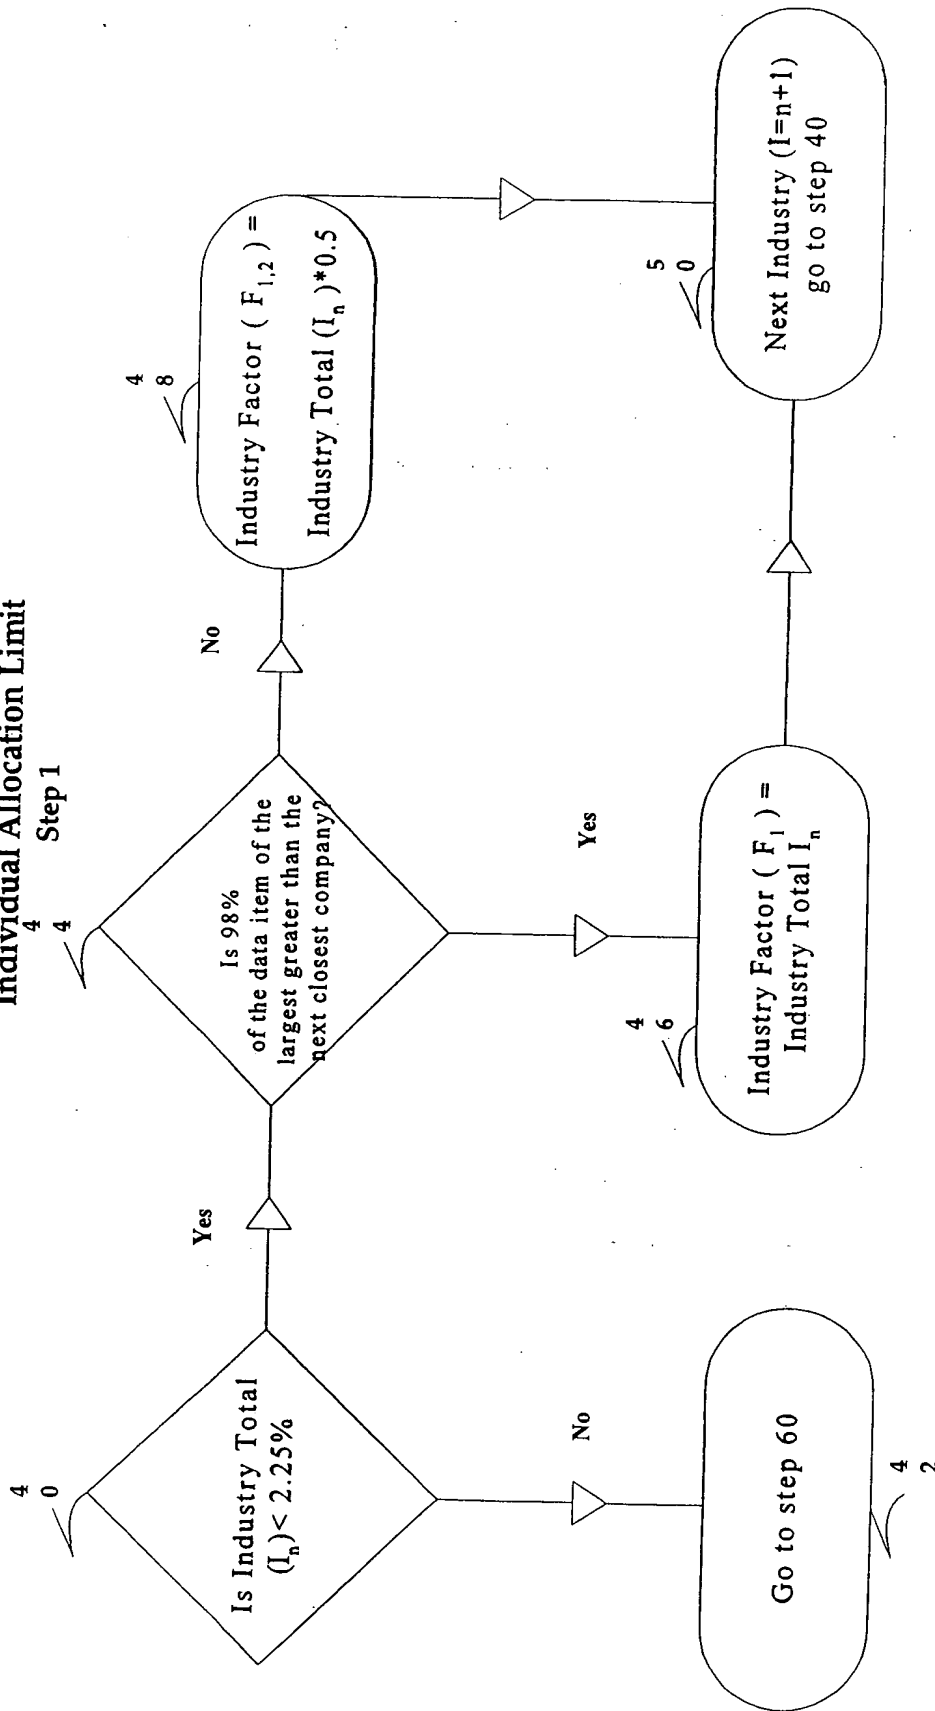 Individual Allocation Limit
Step 1
40
Is Industry Total
(Iₙ)< 2.25%
Yes
No
Go to step 60
42
44
Is 98%
of the data item of the
largest greater than the
next closest company?
No
Yes
48
Industry Factor ( F₁,₂ ) =
Industry Total (Iₙ )*0.5
46
Industry Factor ( F₁ ) =
Industry Total Iₙ
50
Next Industry (I=n+1)
go to step 40